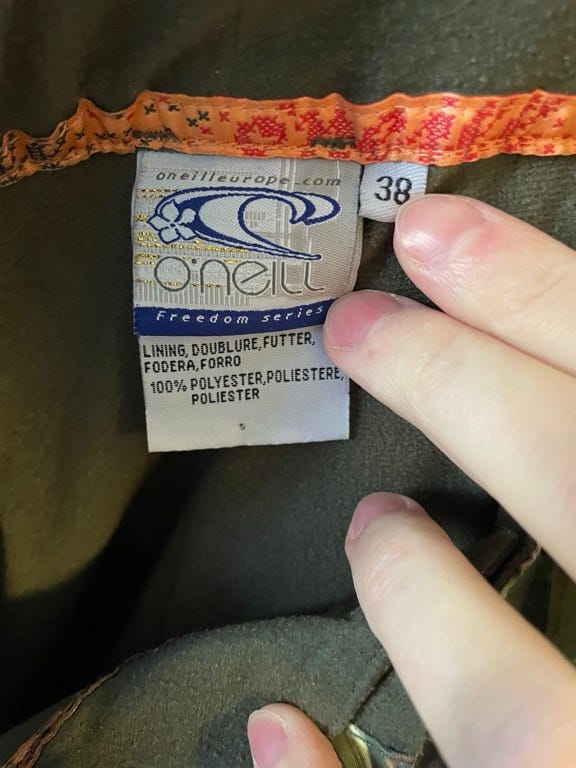 oneilleurope.com
O'NEILL
Freedom series
38
LINING, DOUBLURE, FUTTER,
FODERA, FORRO
100% POLYESTER, POLIESTERE,
POLIESTER